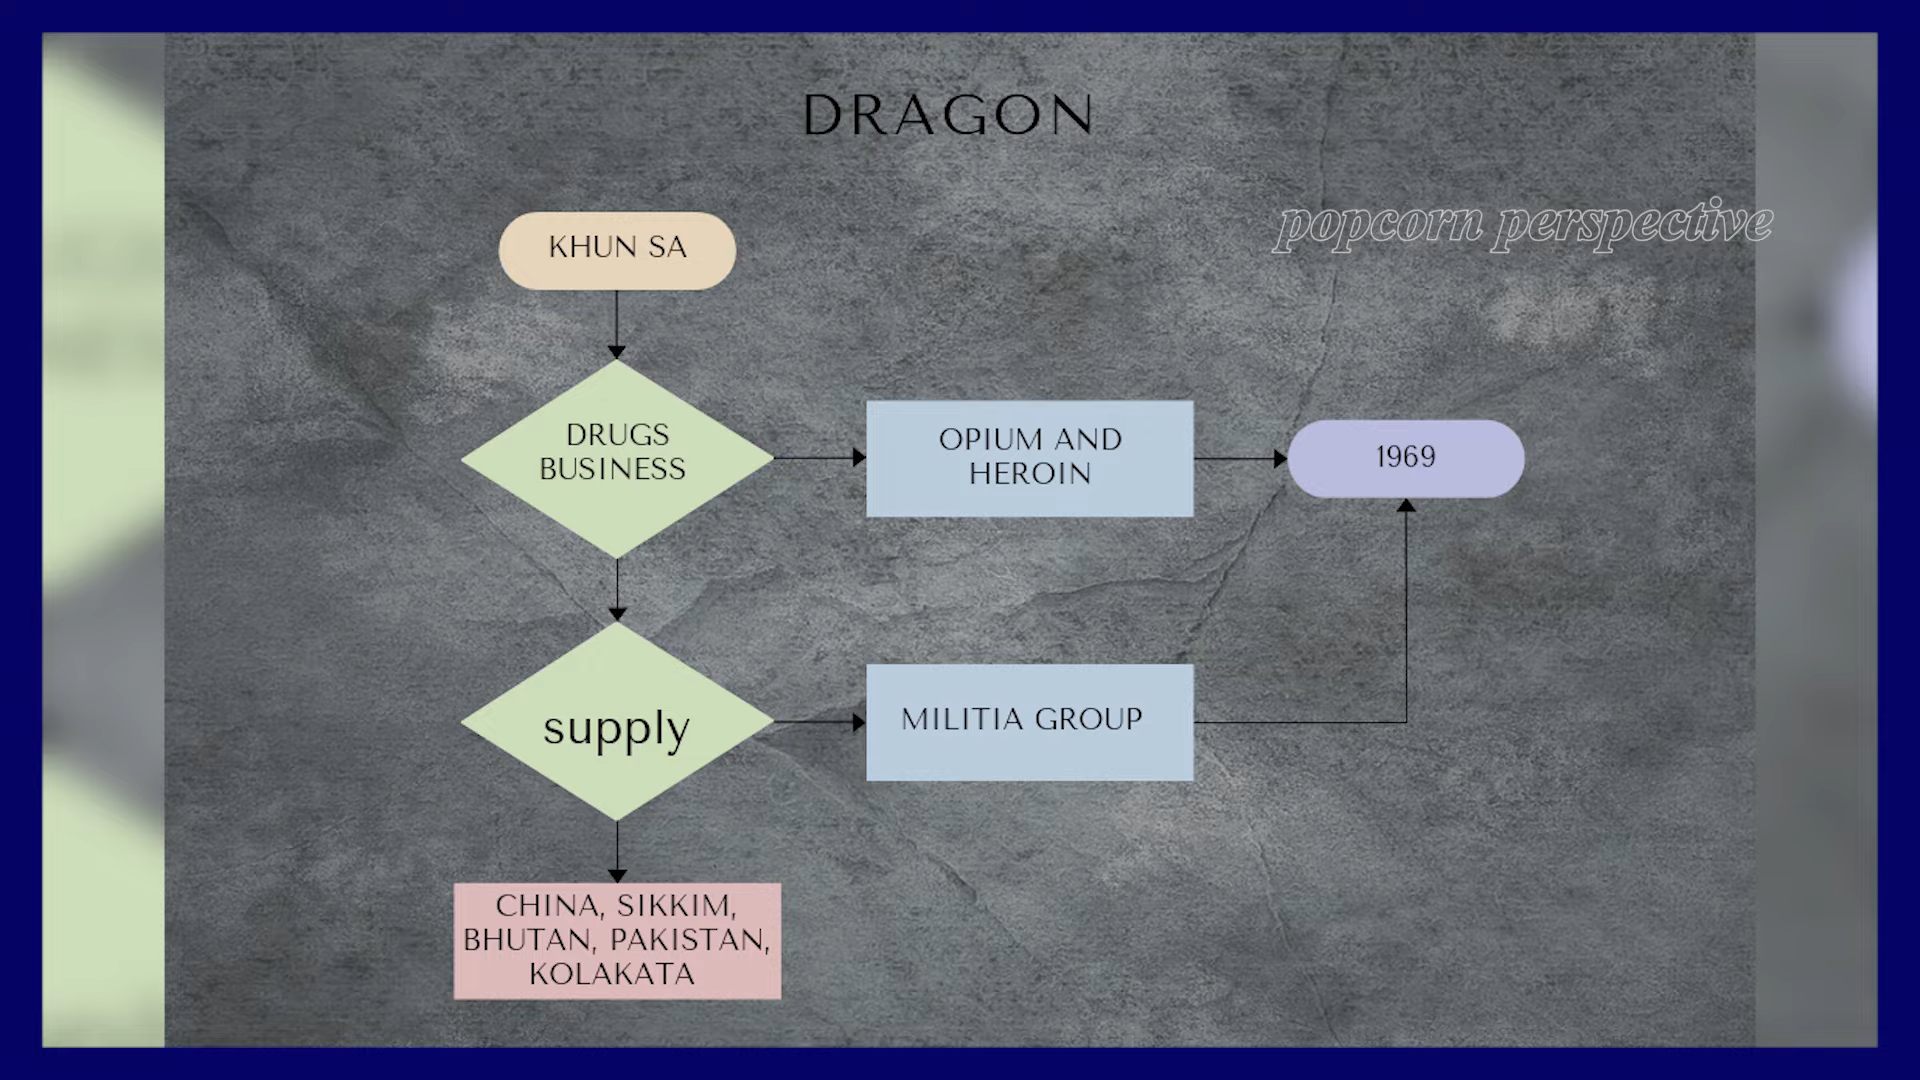 DRAGON
popcorn perspective
KHUN SA
DRUGS
BUSINESS
OPIUM AND
HEROIN
1969
supply
MILITIA GROUP
CHINA, SIKKIM,
BHUTAN, PAKISTAN,
KOLAKATA